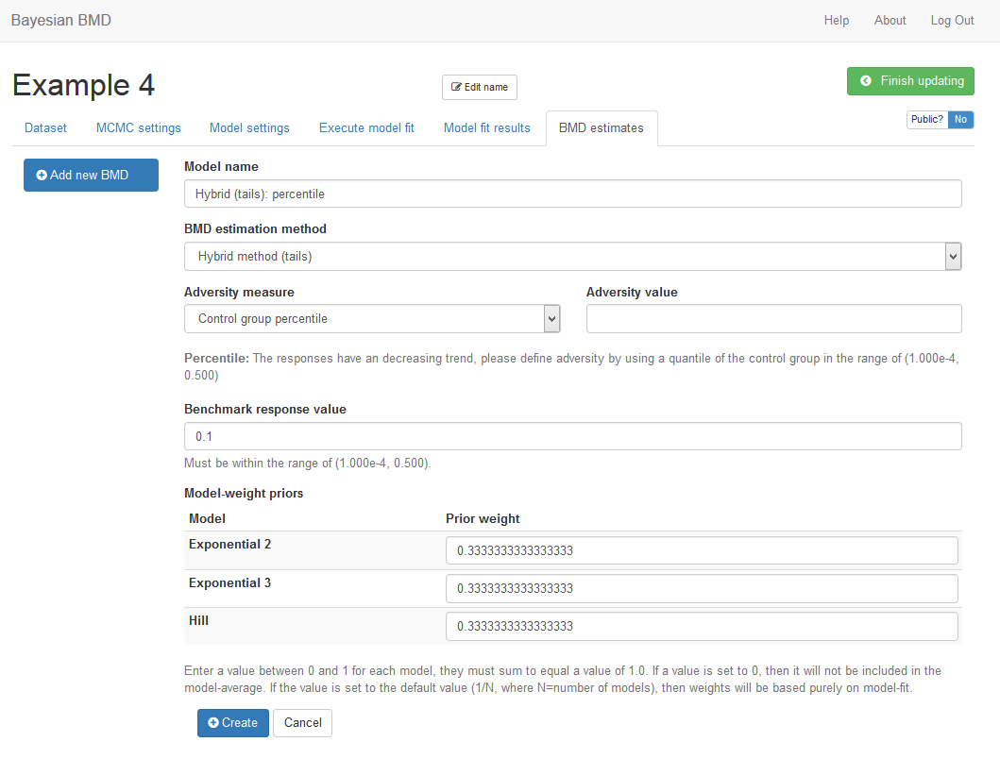 Bayesian BMD
Help
About
Log Out
Example 4
Edit name
Finish updating
Dataset
MCMC settings
Model settings
Execute model fit
Model fit results
BMD estimates
Public? No
Add new BMD
Model name
Hybrid (tails): percentile
BMD estimation method
Hybrid method (tails)
Adversity measure
Adversity value
Control group percentile
Percentile: The responses have an decreasing trend, please define adversity by using a quantile of the control group in the range of (1.000e-4,
0.500)
Benchmark response value
0.1
Must be within the range of (1.000e-4, 0.500).
Model-weight priors
Model
Prior weight
Exponential 2
0.3333333333333333
Exponential 3
0.3333333333333333
Hill
0.3333333333333333
Enter a value between 0 and 1 for each model, they must sum to equal a value of 1.0. If a value is set to 0, then it will not be included in the
model-average. If the value is set to the default value (1/N, where N=number of models), then weights will be based purely on model-fit.
Create
Cancel